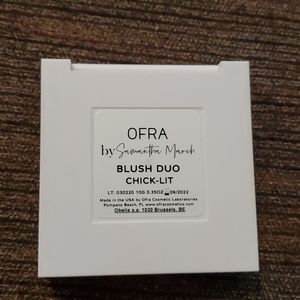 OFRA
by Samantha March
BLUSH DUO
CHICK-LIT
LT: 030220 10G 0.35OZ 09/2022
Made in the USA by Ofra Cosmetic Laboratories
Pompano Beach, FL www.ofracosmetics.com
Obelis s.a. 1030 Brussels, BE